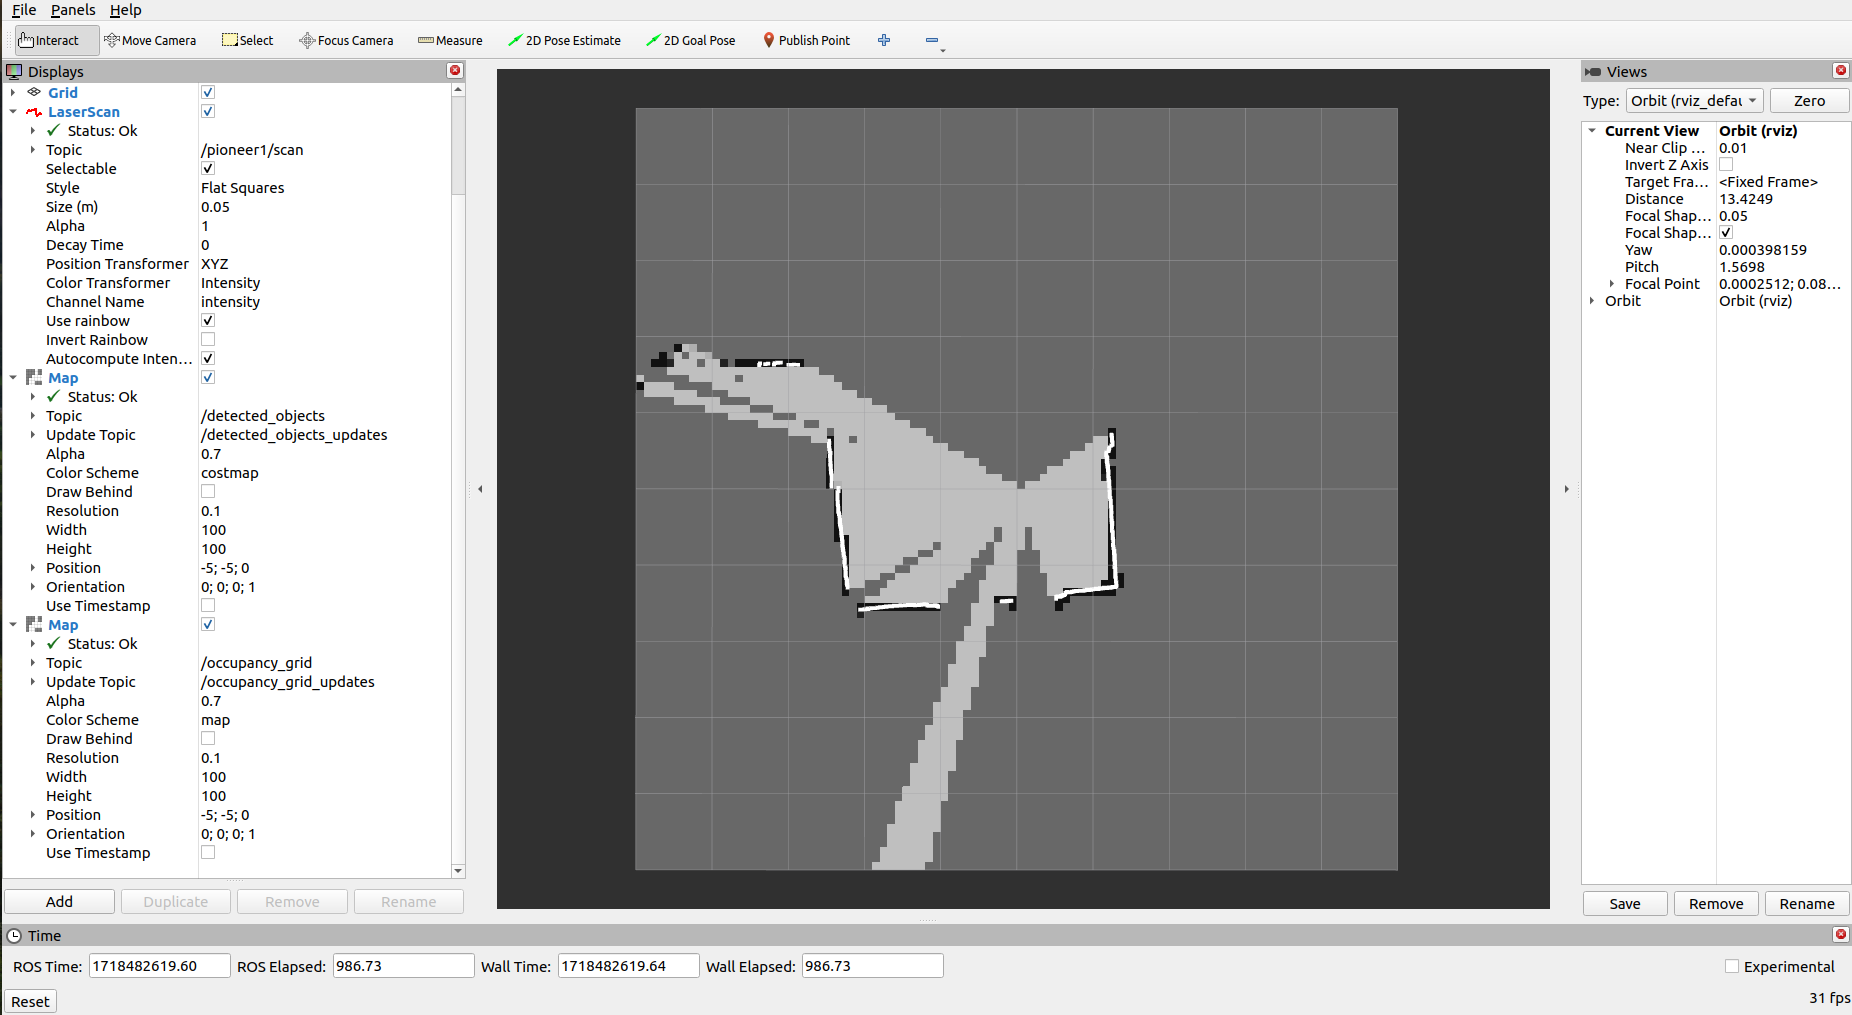 File Panels Help
Interact Move Camera Select Focus Camera Measure 2D Pose Estimate 2D Goal Pose Publish Point
Displays
Grid
LaserScan
Status: Ok
Topic /pioneer1/scan
Selectable
Style Flat Squares
Size (m) 0.05
Alpha 1
Decay Time 0
Position Transformer XYZ
Color Transformer Intensity
Channel Name intensity
Use rainbow
Invert Rainbow
Autocompute Inten...
Map
Status: Ok
Topic /detected_objects
Update Topic /detected_objects_updates
Alpha 0.7
Color Scheme costmap
Draw Behind
Resolution 0.1
Width 100
Height 100
Position -5; -5; 0
Orientation 0; 0; 0; 1
Use Timestamp
Map
Status: Ok
Topic /occupancy_grid
Update Topic /occupancy_grid_updates
Alpha 0.7
Color Scheme map
Draw Behind
Resolution 0.1
Width 100
Height 100
Position -5; -5; 0
Orientation 0; 0; 0; 1
Use Timestamp
Add Duplicate Remove Rename
Views
Type: Orbit (rviz_defau Zero
Current View Orbit (rviz)
Near Clip ... 0.01
Invert Z Axis
Target Fra... <Fixed Frame>
Distance 13.4249
Focal Shap... 0.05
Focal Shap...
Yaw 0.000398159
Pitch 1.5698
Focal Point 0.0002512; 0.08...
Orbit Orbit (rviz)
Save Remove Rename
Time
ROS Time: 1718482619.60 ROS Elapsed: 986.73 Wall Time: 1718482619.64 Wall Elapsed: 986.73 Experimental
Reset 31 fps